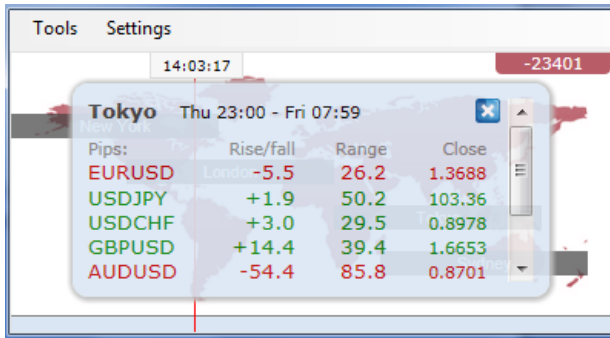 Tools Settings
14:03:17 -23401
Tokyo Thu 23:00 - Fri 07:59
New York
Pips: Rise/fall Range Close
EURUSD -5.5 26.2 1.3688
London
USDJPY +1.9 50.2 103.36
USDCHF +3.0 29.5 0.8978
GBPUSD +14.4 39.4 1.6653
AUDUSD -54.4 85.8 0.8701
Sydney